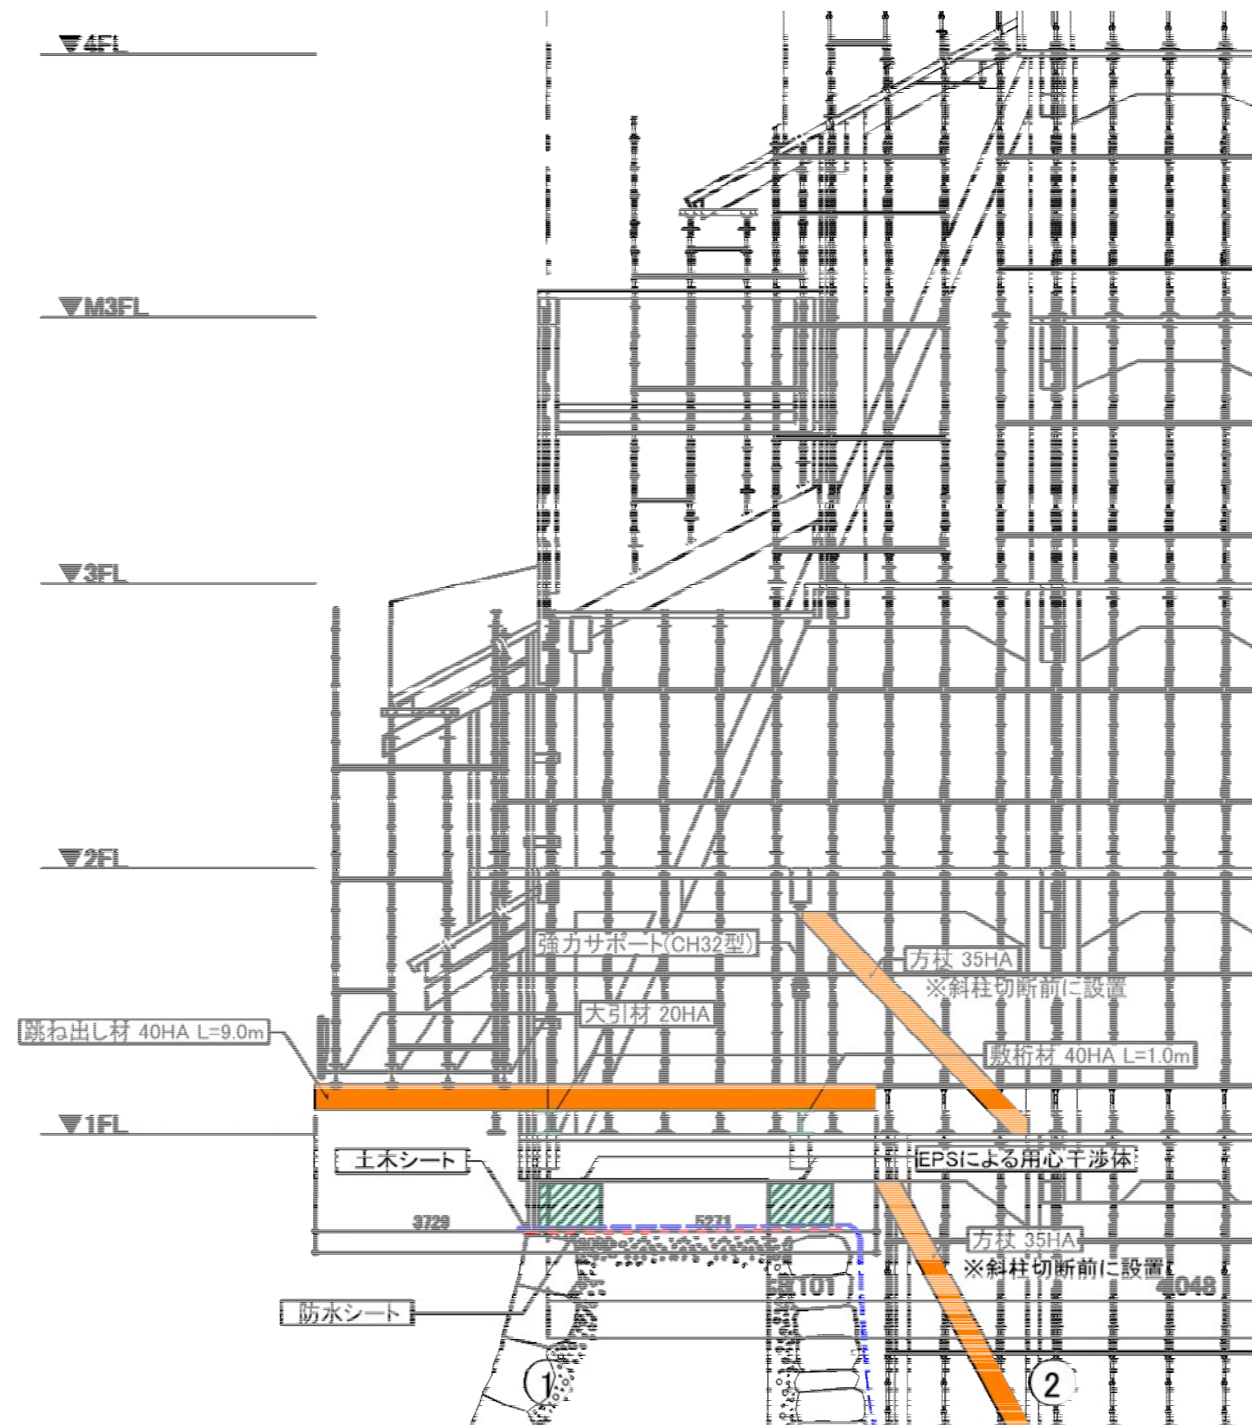 ▼4FL
▼M3FL
▼3FL
▼2FL
強力サポート(CH32型)
方杖 35HA
※斜柱切断前に設置
大引材 20HA
跳ね出し材 40HA L=9.0m
敷桁材 40HA L=1.0m
▼1FL
土木シート
EPSによる用心干渉体
3729
5271
方杖 35HA
※斜柱切断前に設置
4048
防水シート
1
2